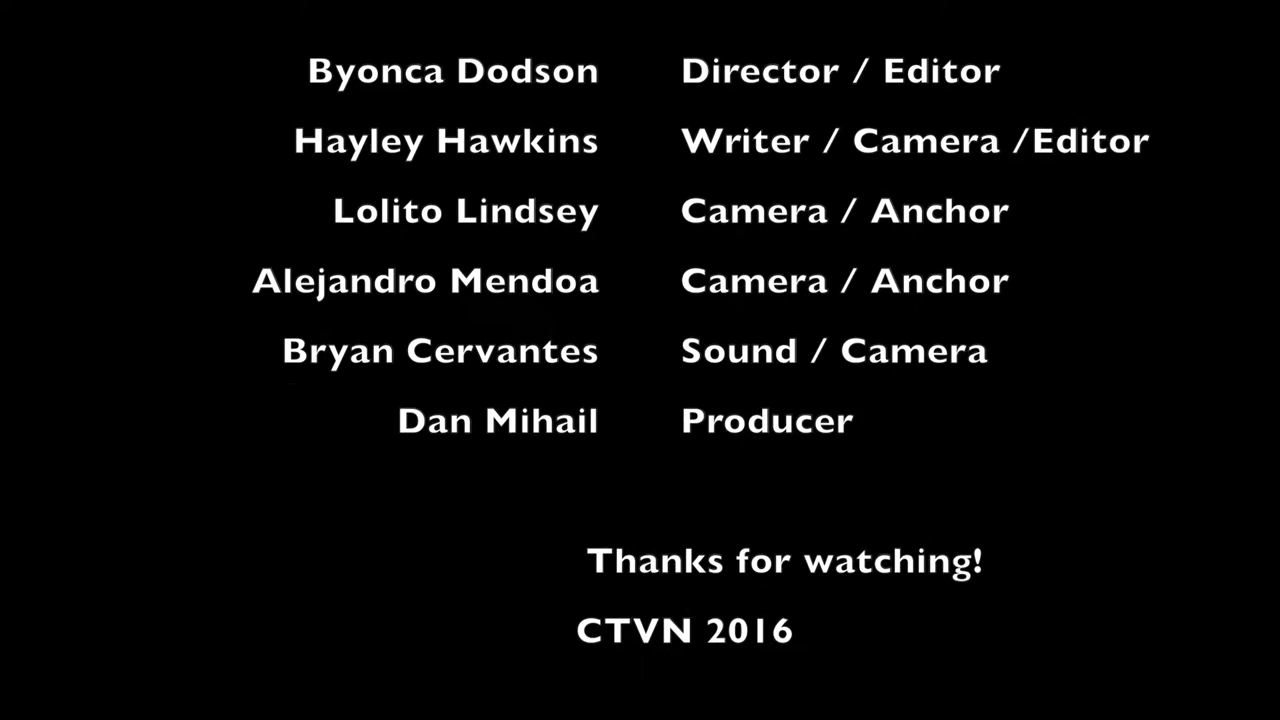 Byonca Dodson Director / Editor
Hayley Hawkins Writer / Camera /Editor
Lolito Lindsey Camera / Anchor
Alejandro Mendoa Camera / Anchor
Bryan Cervantes Sound / Camera
Dan Mihail Producer
Thanks for watching!
CTVN 2016